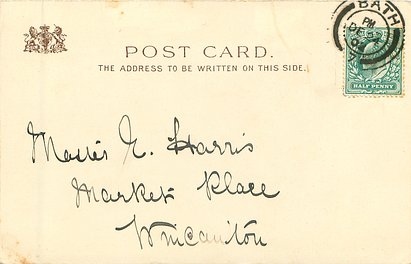 BATH
PM
POST CARD.
THE ADDRESS TO BE WRITTEN ON THIS SIDE.
HALF PENNY
Master E. Harris
Market Place
Wincanton